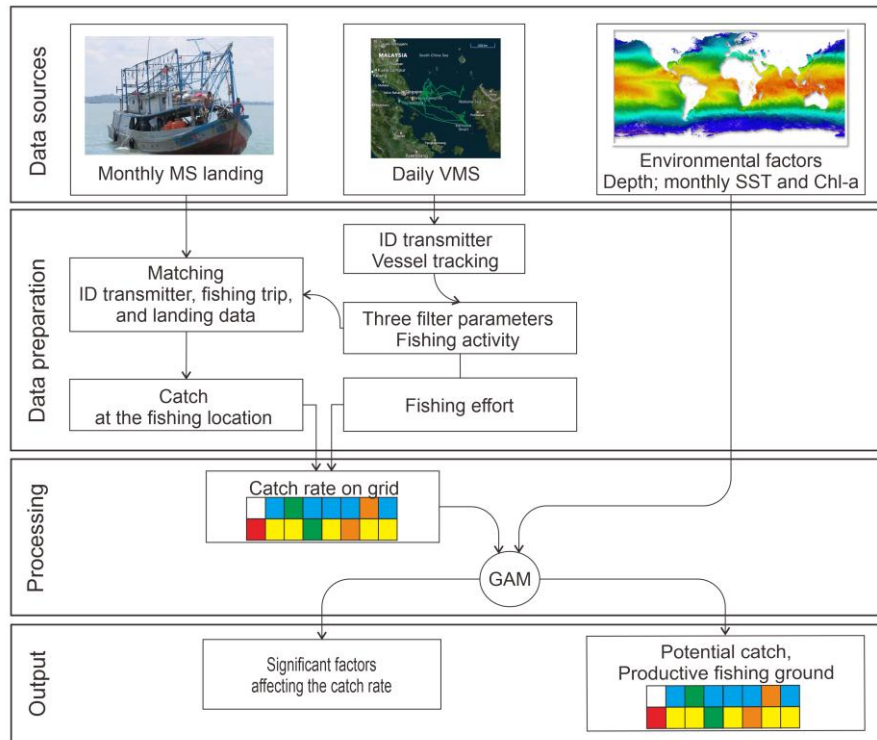 Data sources
Monthly MS landing
MALAYSIA
Daily VMS
Environmental factors
Depth; monthly SST and Chl-a
Data preparation
ID transmitter
Vessel tracking
Matching
ID transmitter, fishing trip,
and landing data
Three filter parameters
Fishing activity
Catch
at the fishing location
Fishing effort
Processing
Catch rate on grid
GAM
Output
Significant factors
affecting the catch rate
Potential catch,
Productive fishing ground